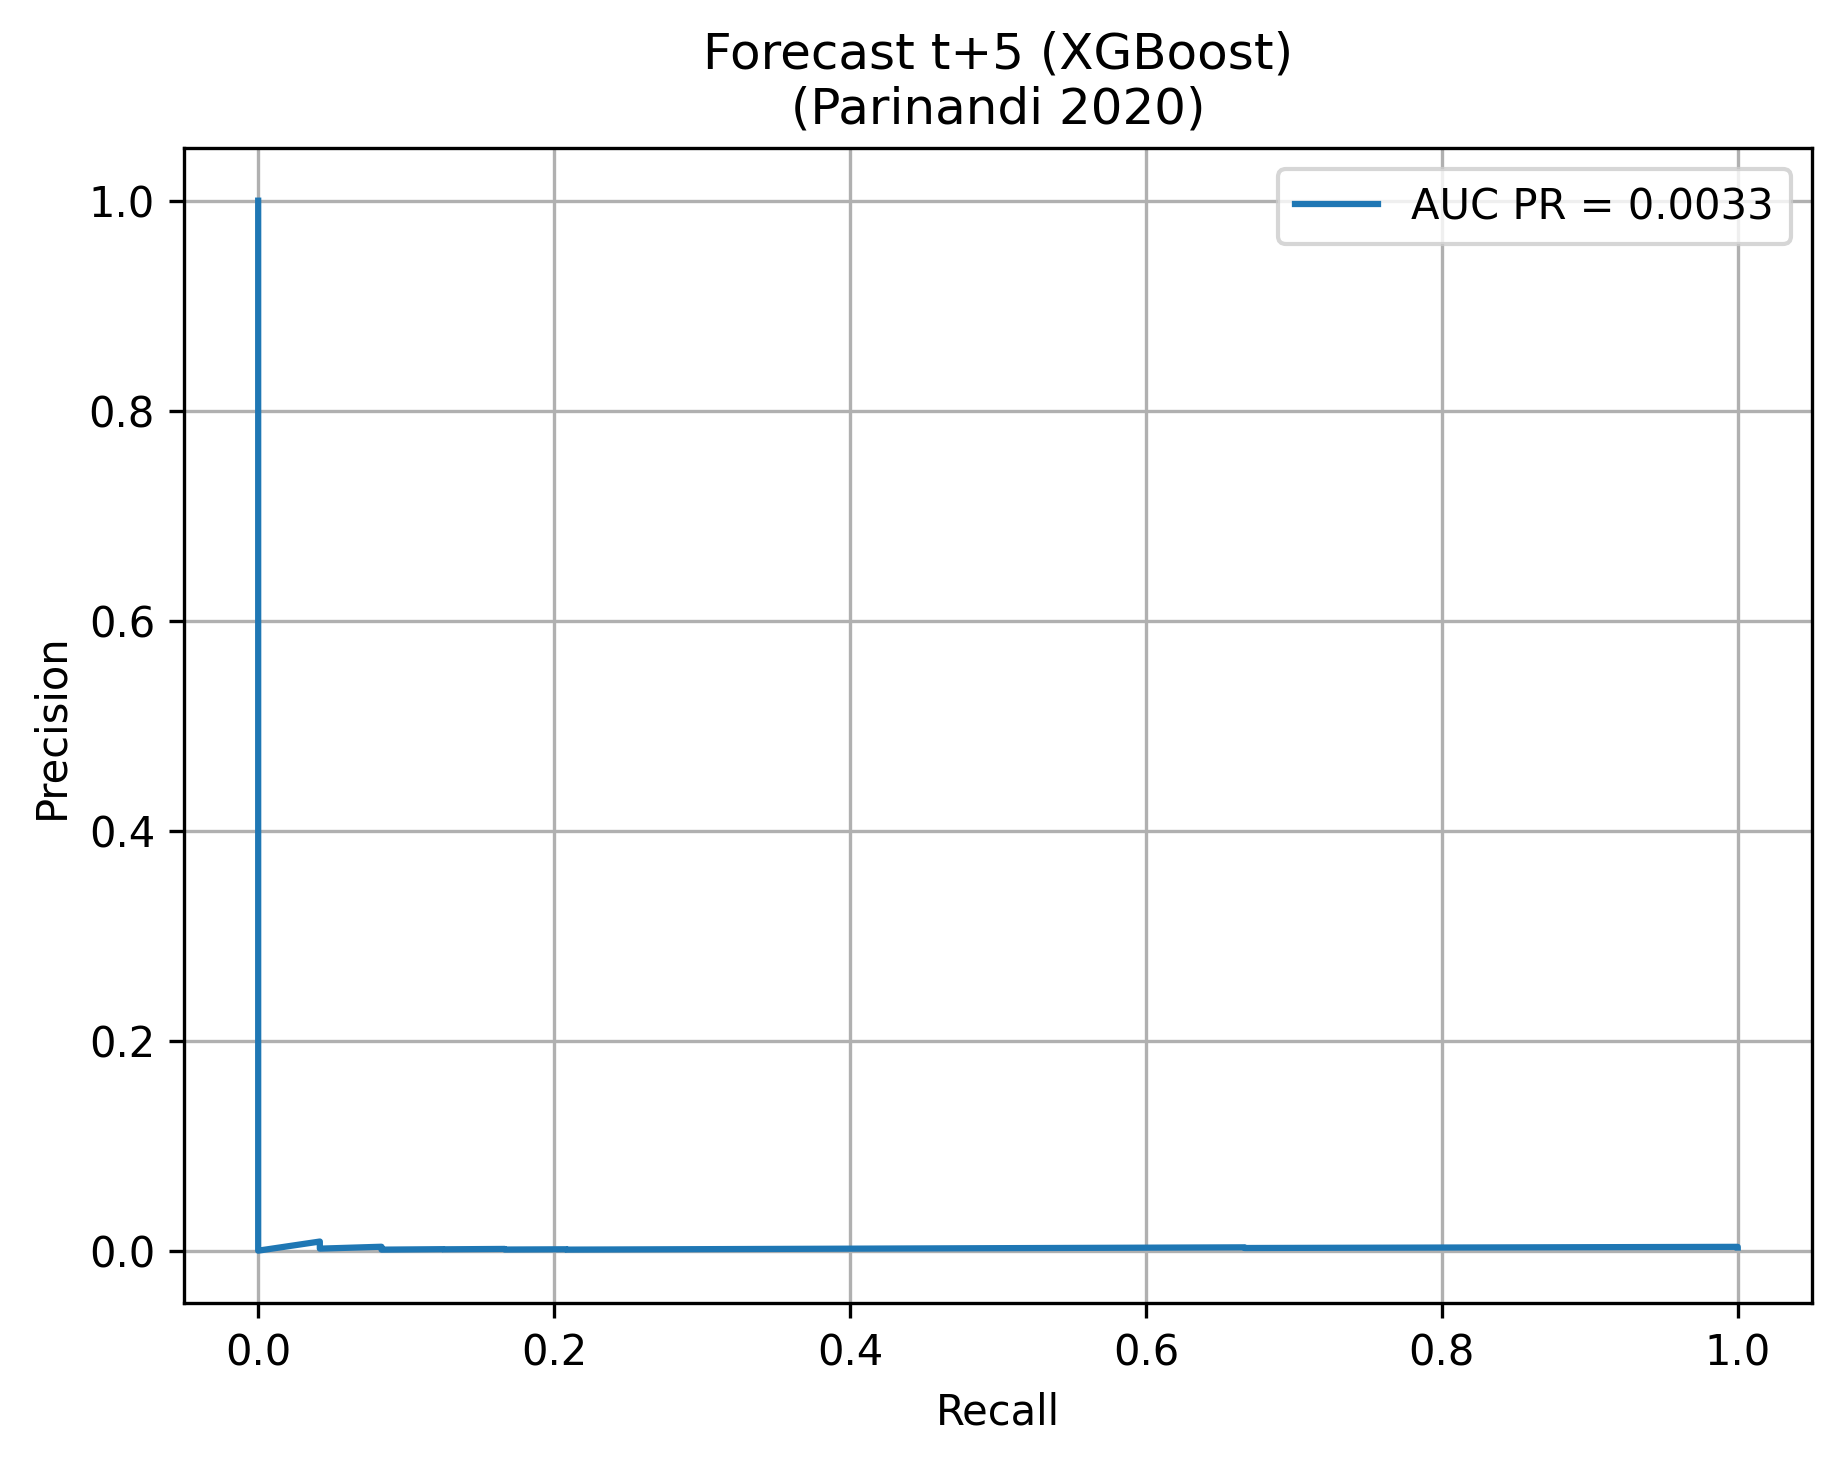 Forecast t+5 (XGBoost)
(Parinandi 2020)
AUC PR = 0.0033
1.0
0.8
0.6
0.4
0.2
0.0
Precision
0.0 0.2 0.4 0.6 0.8 1.0
Recall